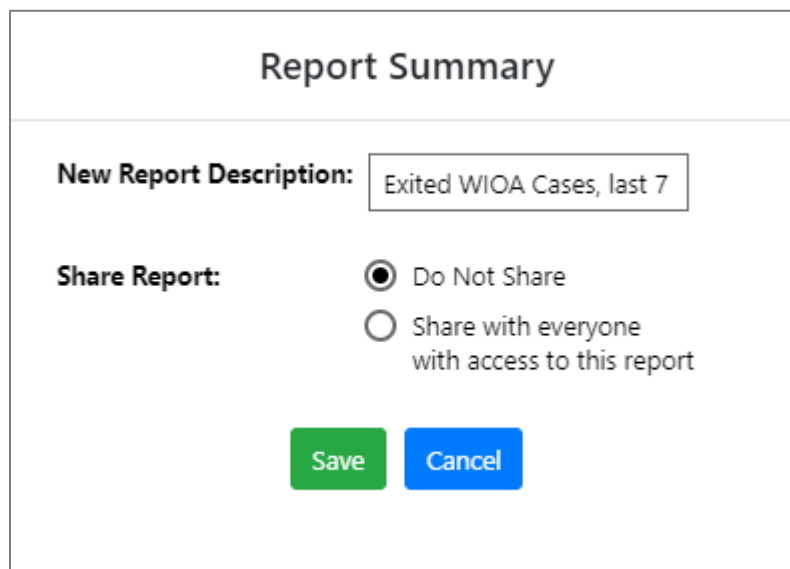 Report Summary
New Report Description: Exited WIOA Cases, last 7
Share Report: Do Not Share
Share with everyone
with access to this report
Save Cancel